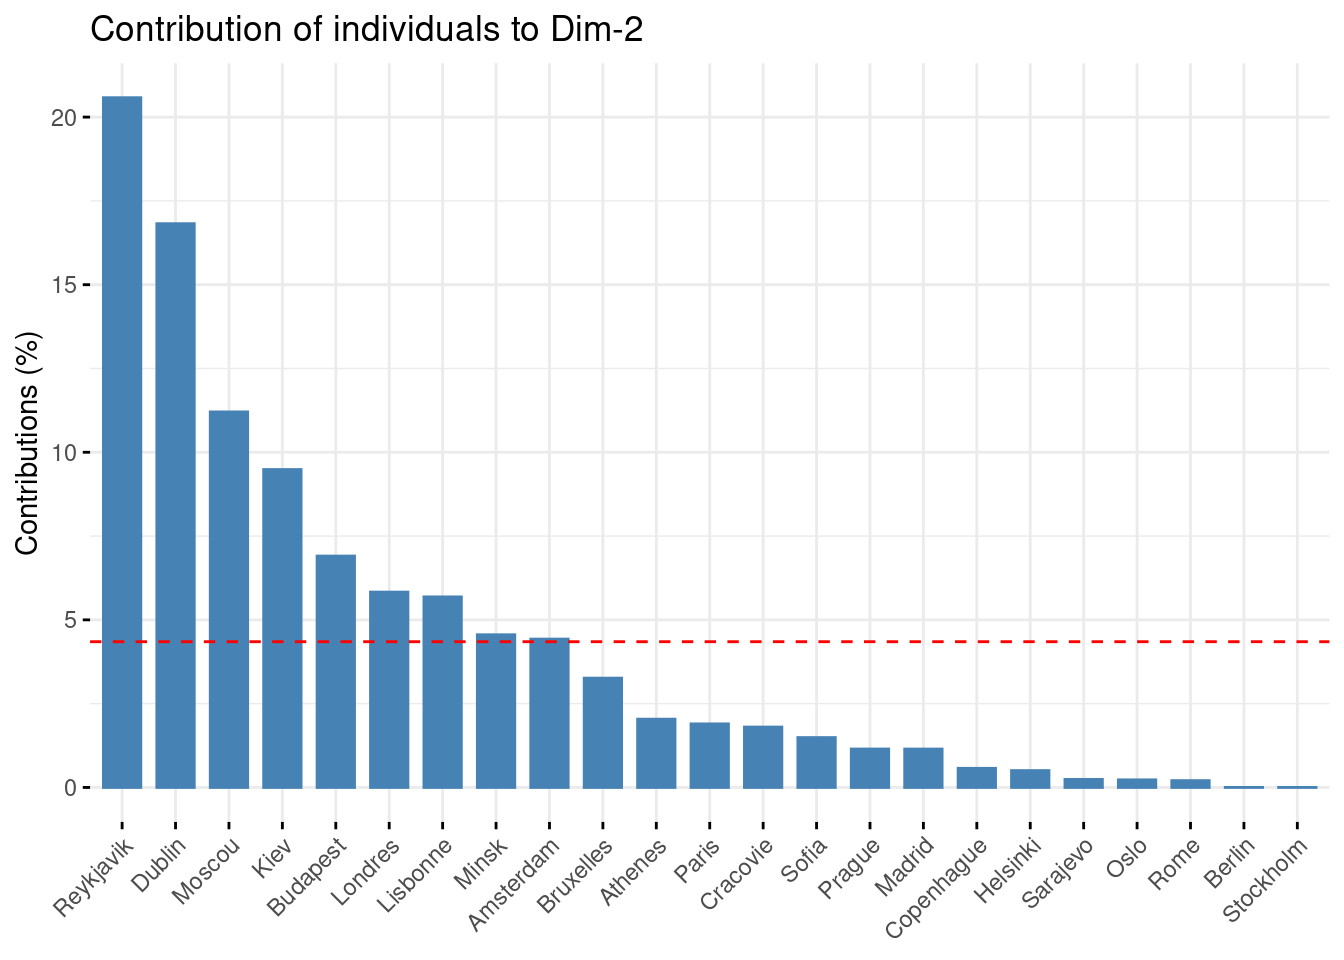 Contribution of individuals to Dim-2
Contributions (%)
20
15
10
5
0
Reykjavik
Dublin
Moscou
Kiev
Budapest
Londres
Lisbonne
Minsk
Amsterdam
Bruxelles
Athenes
Paris
Cracovie
Sofia
Prague
Madrid
Copenhague
Helsinki
Sarajevo
Oslo
Rome
Berlin
Stockholm